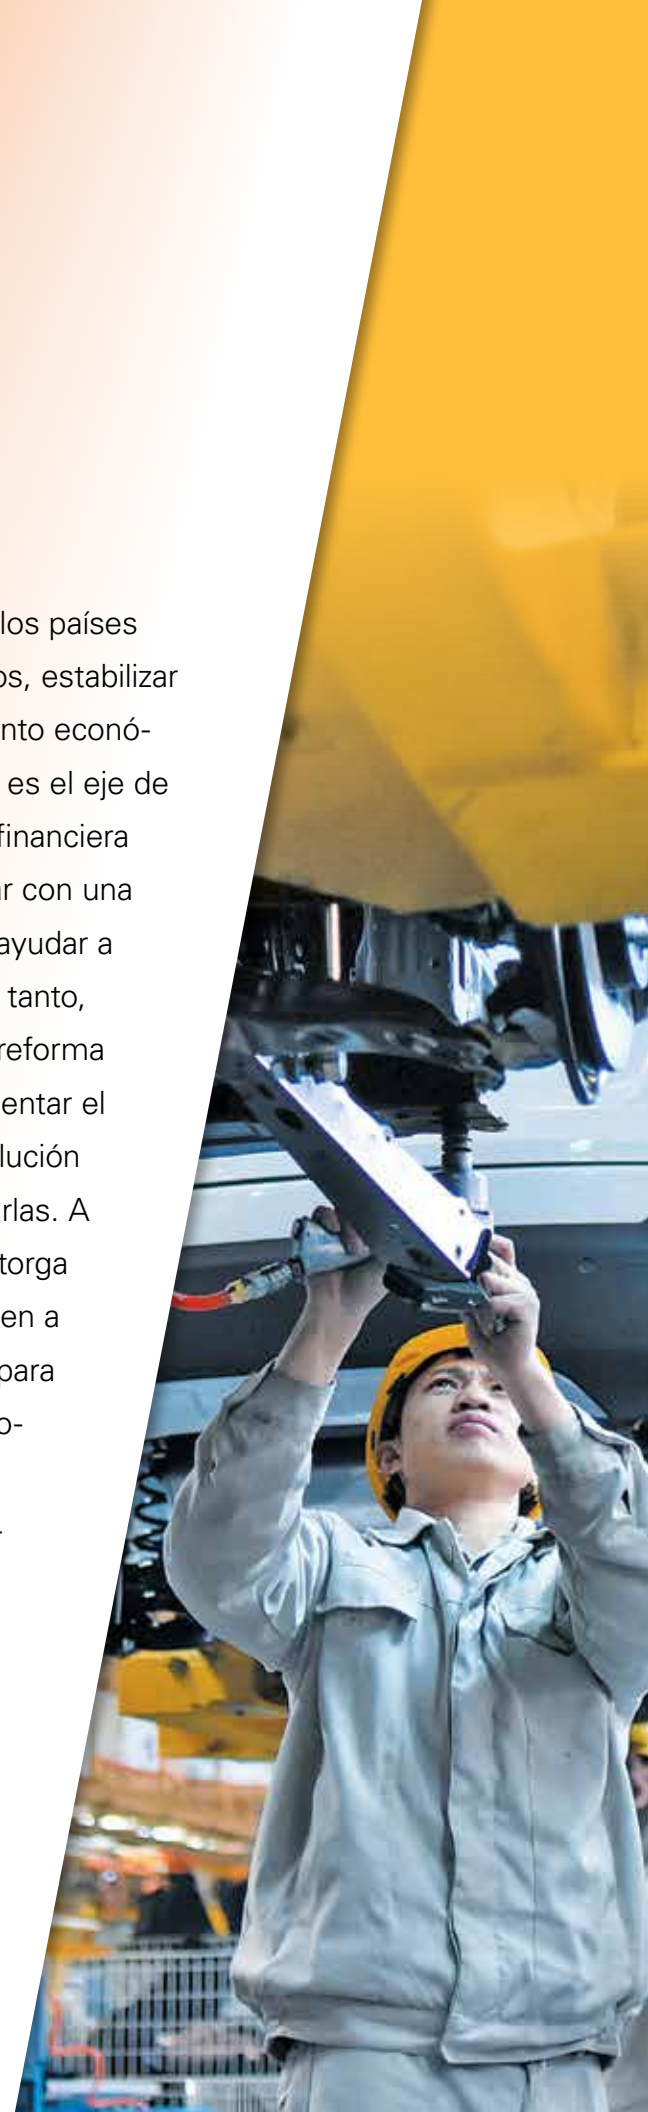 los países
os, estabilizar
nto econó-
es el eje de
financiera
r con una
ayudar a
tanto,
reforma
entar el
lución
rlas. A
torga
en a
para
o-